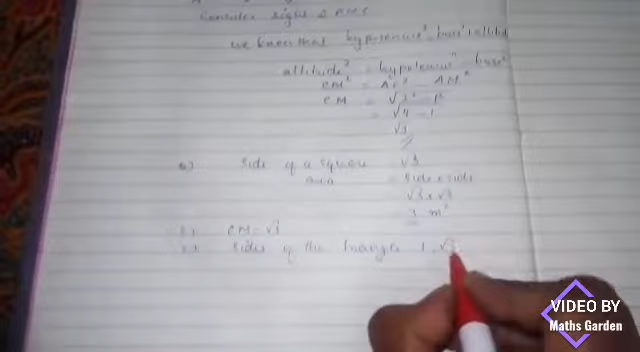 Consider right Δ AMC
we know that hypotenuse² = base² + altitude²
altitude² = hypotenuse² - base²
CM² = AC² - AM²
CM = √2² - 1²
= √4 - 1
√3
a) Side of a square = √3
area = side x side
√3 x √3
3 m²
b) CM = √3
c) sides of the triangle 1, √3
VIDEO BY
Maths Garden